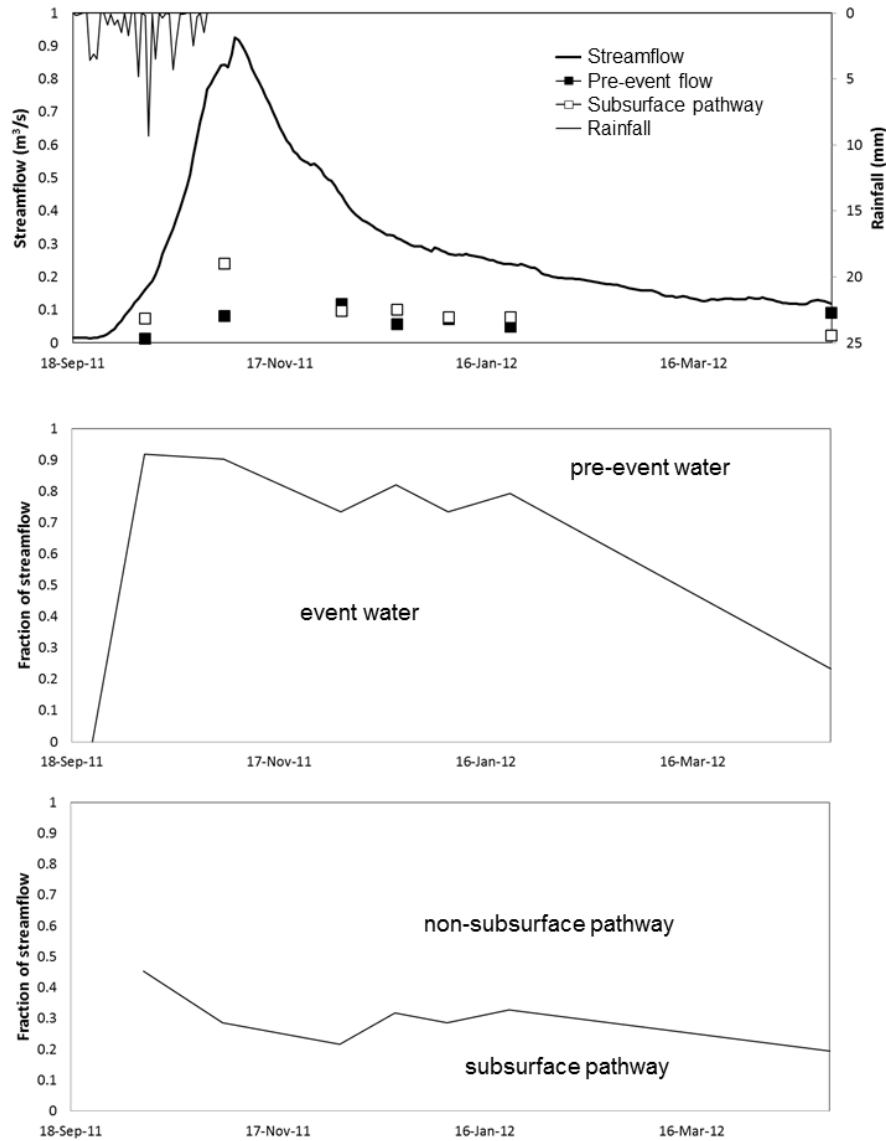 1
0.9
0.8
0.7
0.6
0.5
0.4
0.3
0.2
0.1
0
Streamflow (m³/s)
0
5
10
15
20
25
Rainfall (mm)
Streamflow
Pre-event flow
Subsurface pathway
Rainfall
18-Sep-11 17-Nov-11 16-Jan-12 16-Mar-12
1
0.9
0.8
0.7
0.6
0.5
0.4
0.3
0.2
0.1
0
Fraction of streamflow
pre-event water
event water
18-Sep-11 17-Nov-11 16-Jan-12 16-Mar-12
1
0.9
0.8
0.7
0.6
0.5
0.4
0.3
0.2
0.1
0
Fraction of streamflow
non-subsurface pathway
subsurface pathway
18-Sep-11 17-Nov-11 16-Jan-12 16-Mar-12